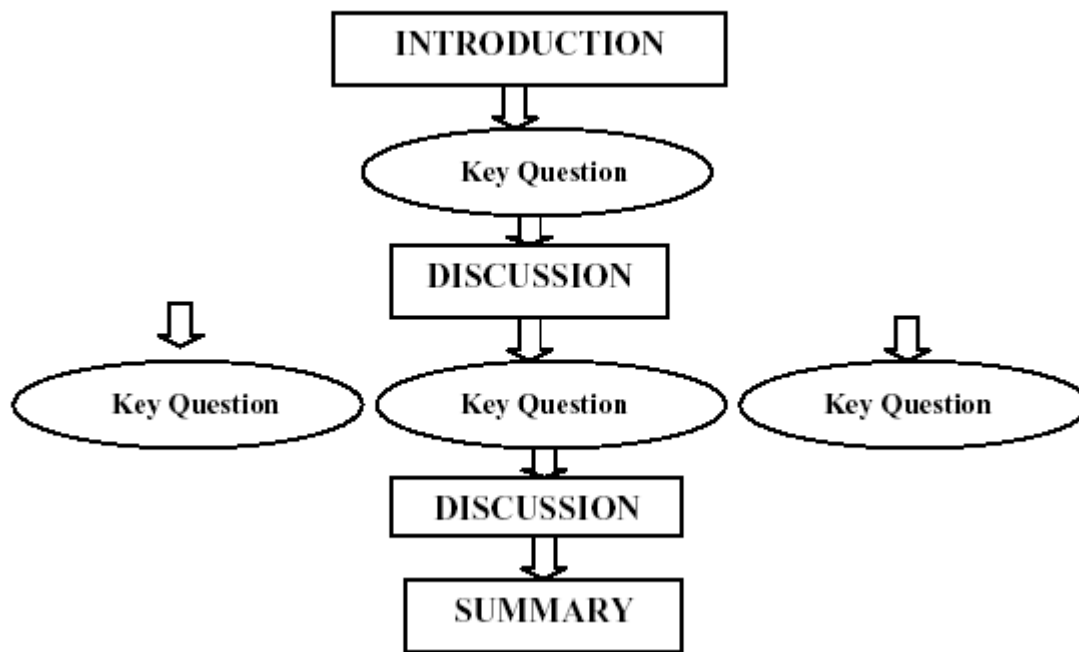 INTRODUCTION
Key Question
DISCUSSION
Key Question
Key Question
Key Question
DISCUSSION
SUMMARY